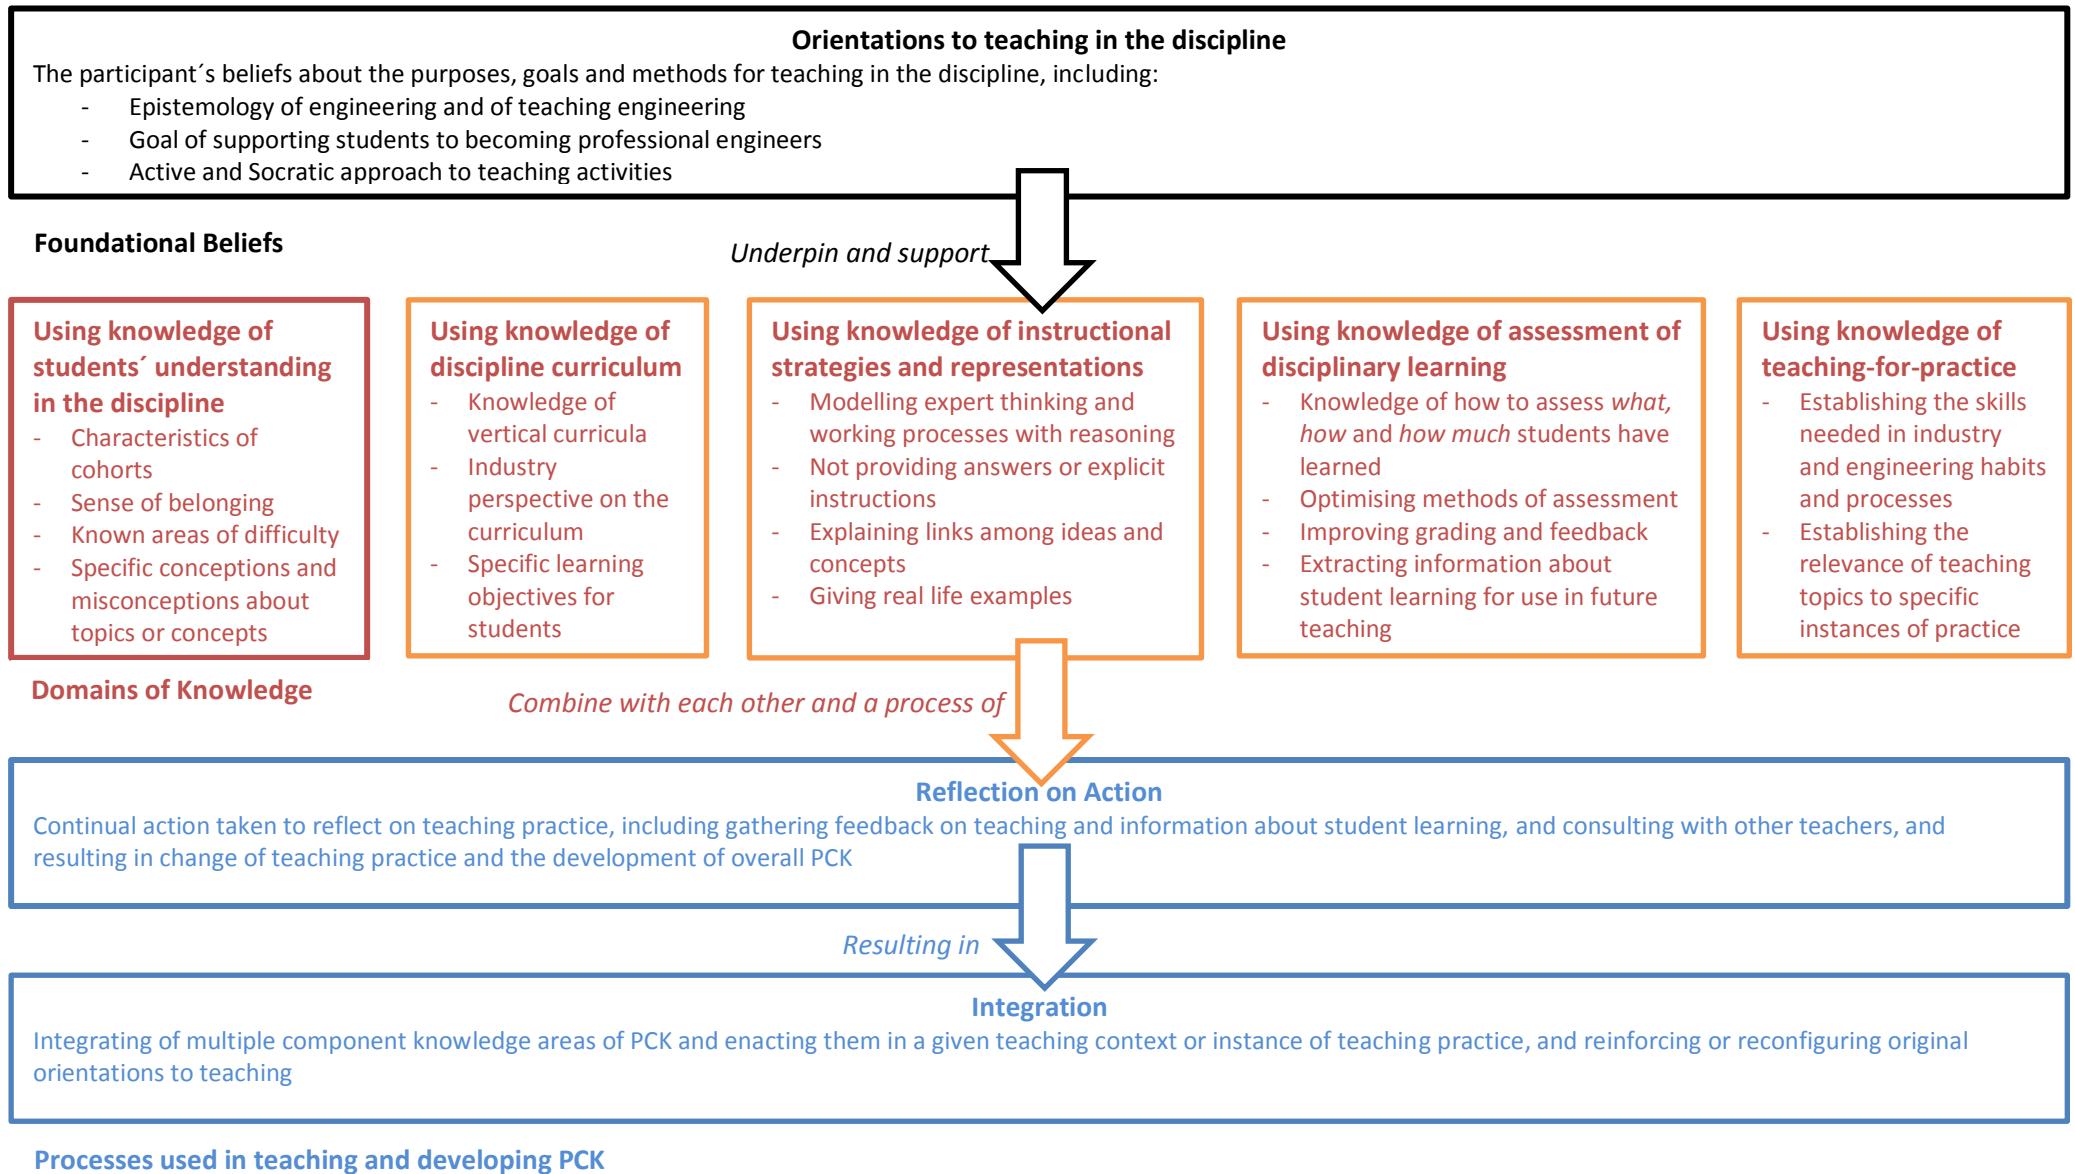 Orientations to teaching in the discipline
The participant´s beliefs about the purposes, goals and methods for teaching in the discipline, including:
- Epistemology of engineering and of teaching engineering
- Goal of supporting students to becoming professional engineers
- Active and Socratic approach to teaching activities
Foundational Beliefs
Underpin and support
Using knowledge of
students´ understanding
in the discipline
- Characteristics of
cohorts
- Sense of belonging
- Known areas of difficulty
- Specific conceptions and
misconceptions about
topics or concepts
Using knowledge of
discipline curriculum
- Knowledge of
vertical curricula
- Industry
perspective on the
curriculum
- Specific learning
objectives for
students
Using knowledge of instructional
strategies and representations
- Modelling expert thinking and
working processes with reasoning
- Not providing answers or explicit
instructions
- Explaining links among ideas and
concepts
- Giving real life examples
Using knowledge of assessment of
disciplinary learning
- Knowledge of how to assess what,
how and how much students have
learned
- Optimising methods of assessment
- Improving grading and feedback
- Extracting information about
student learning for use in future
teaching
Using knowledge of
teaching-for-practice
- Establishing the skills
needed in industry
and engineering habits
and processes
- Establishing the
relevance of teaching
topics to specific
instances of practice
Domains of Knowledge
Combine with each other and a process of
Reflection on Action
Continual action taken to reflect on teaching practice, including gathering feedback on teaching and information about student learning, and consulting with other teachers, and
resulting in change of teaching practice and the development of overall PCK
Resulting in
Integration
Integrating of multiple component knowledge areas of PCK and enacting them in a given teaching context or instance of teaching practice, and reinforcing or reconfiguring original
orientations to teaching
Processes used in teaching and developing PCK